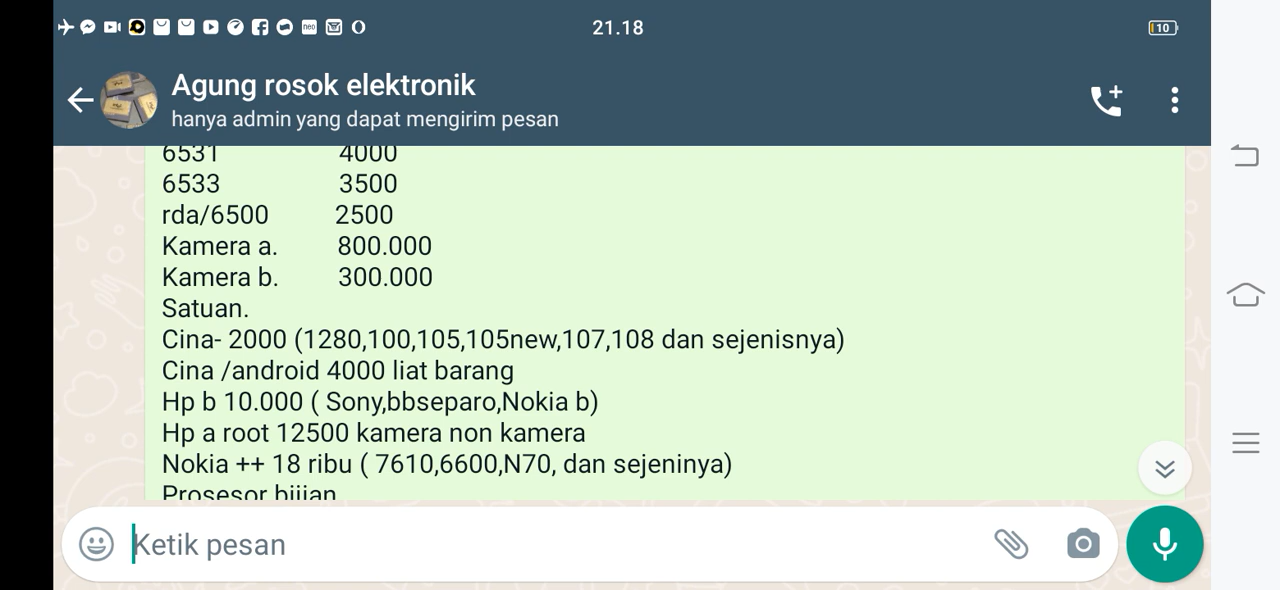 neo
21.18
10
Agung rosok elektronik
hanya admin yang dapat mengirim pesan
6531 4000
6533 3500
rda/6500 2500
Kamera a. 800.000
Kamera b. 300.000
Satuan.
Cina- 2000 (1280,100,105,105new,107,108 dan sejenisnya)
Cina /android 4000 liat barang
Hp b 10.000 ( Sony,bbseparo,Nokia b)
Hp a root 12500 kamera non kamera
Nokia ++ 18 ribu ( 7610,6600,N70, dan sejeninya)
Prosesor bijian
Ketik pesan